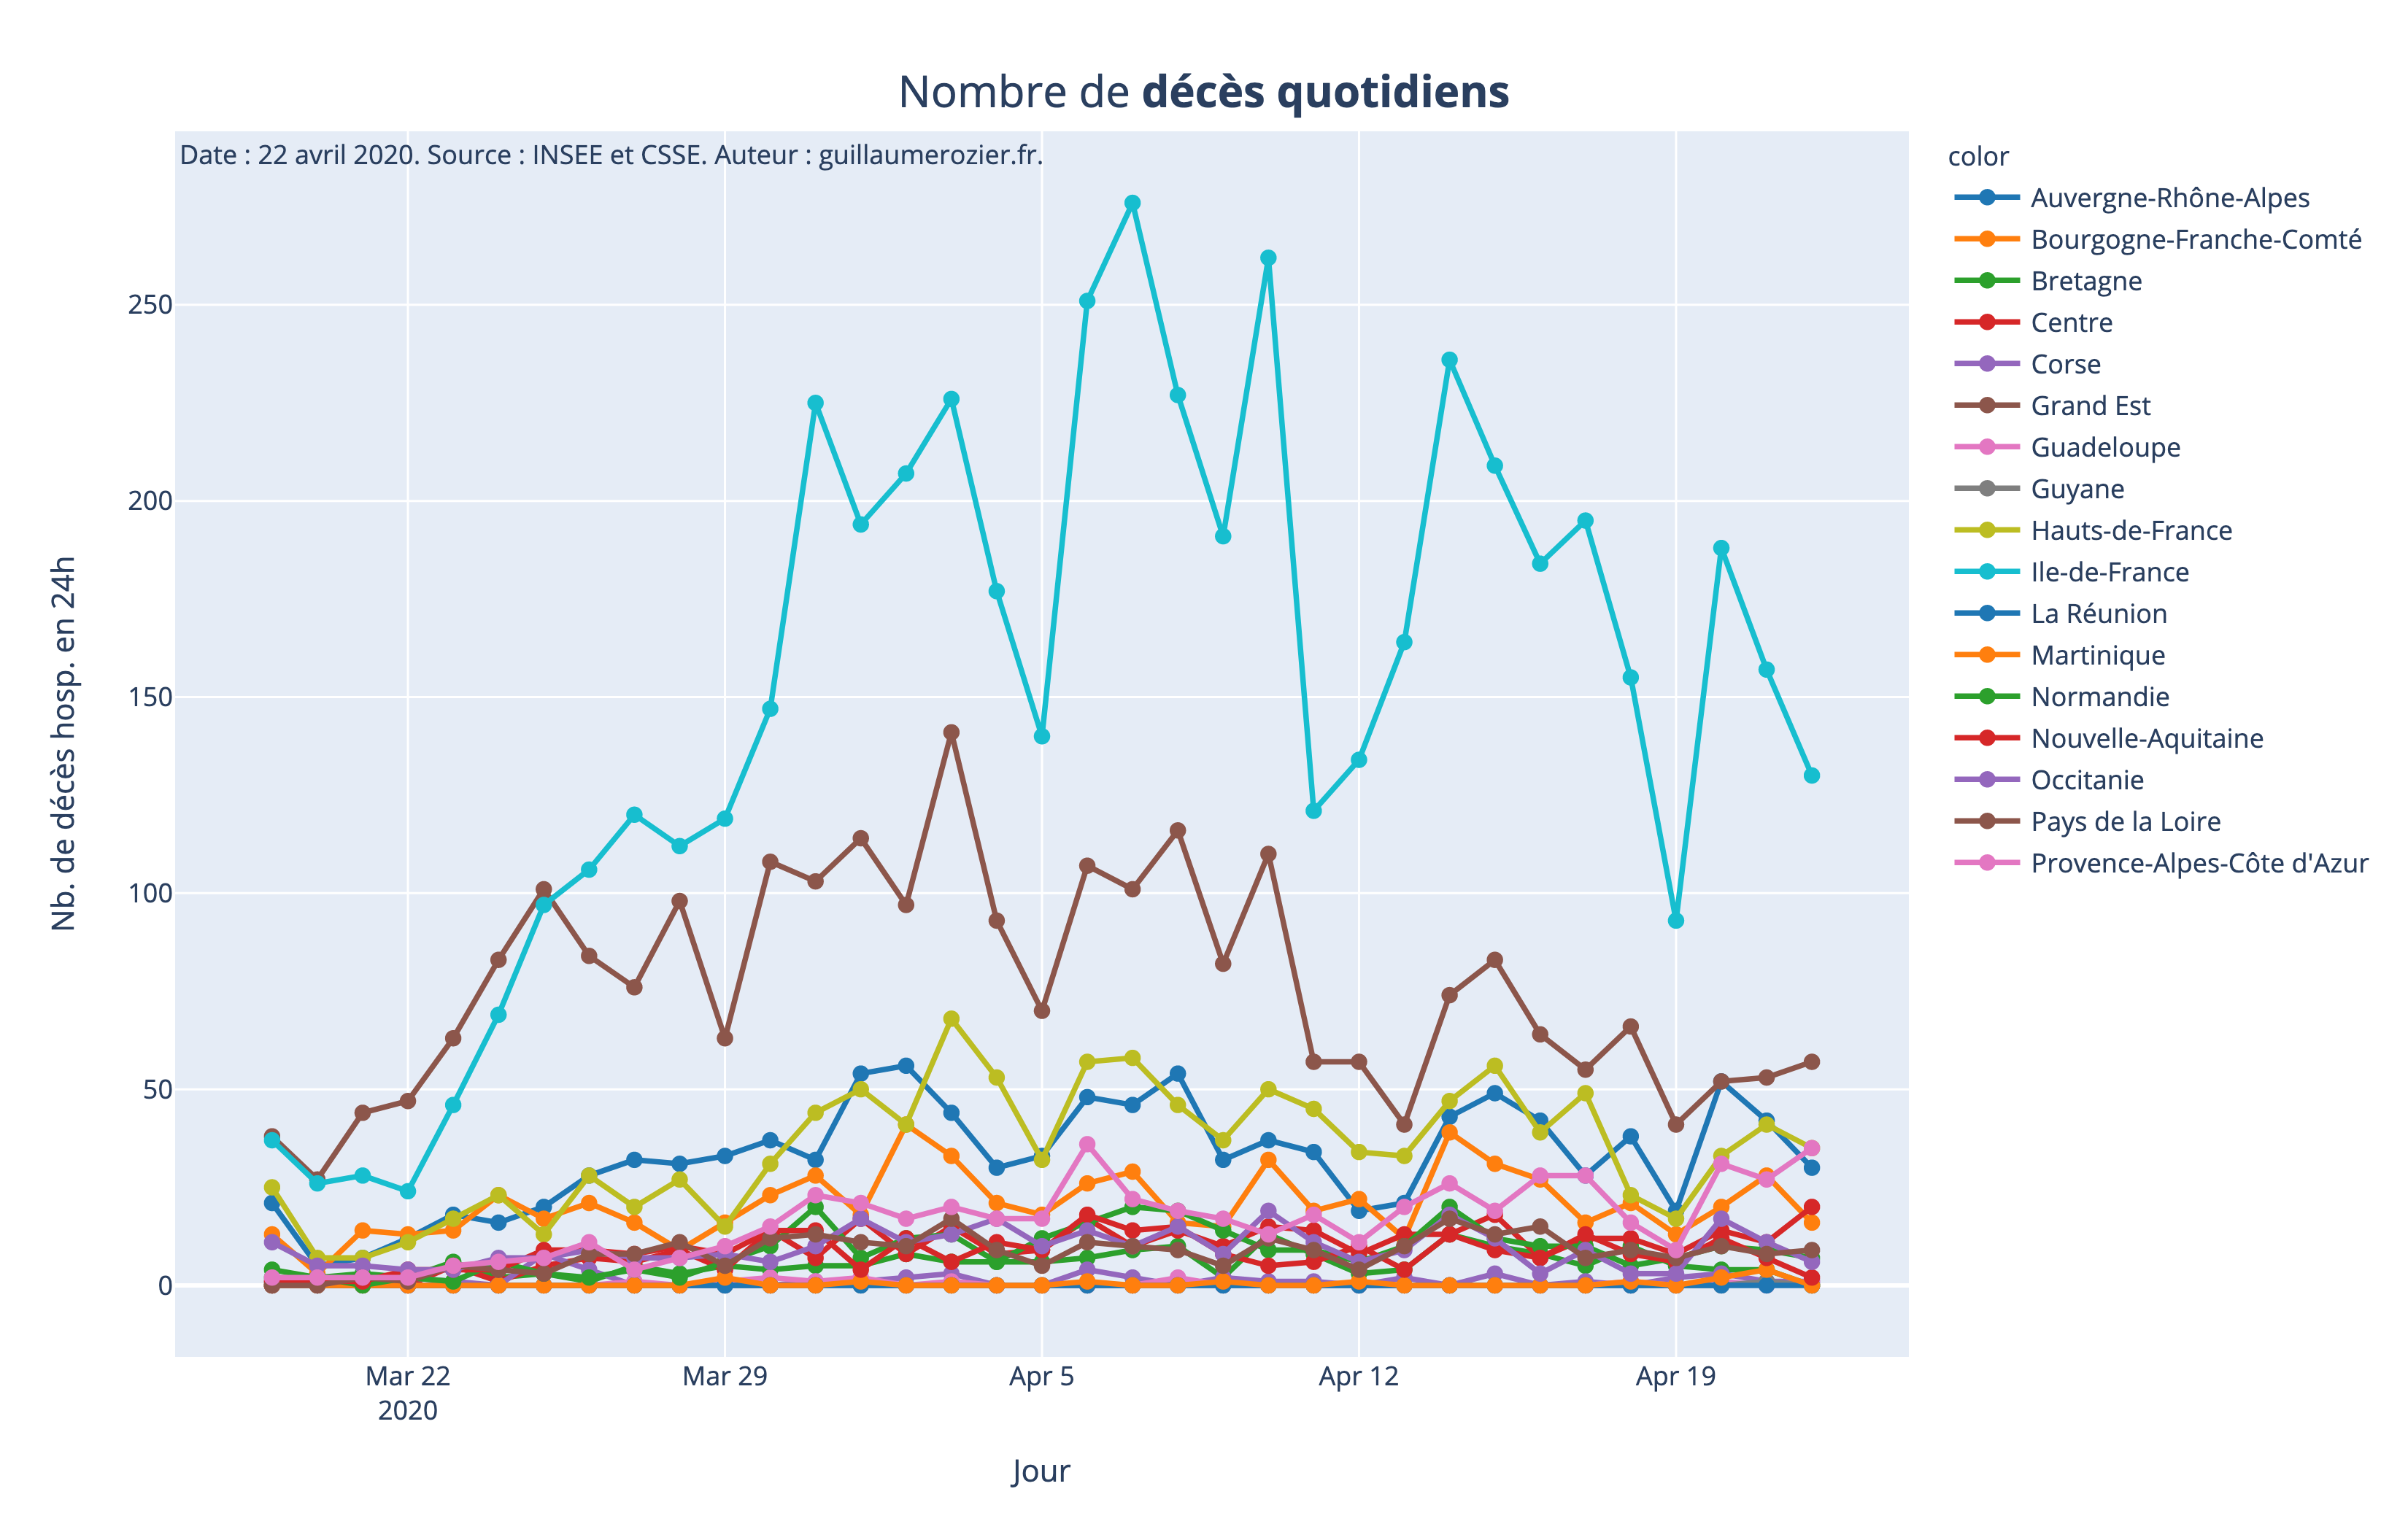 Nombre de décès quotidiens
Date : 22 avril 2020. Source : INSEE et CSSE. Auteur : guillaumerozier.fr.
color
Auvergne-Rhône-Alpes
Bourgogne-Franche-Comté
Bretagne
Centre
Corse
Grand Est
Guadeloupe
Guyane
Hauts-de-France
Ile-de-France
La Réunion
Martinique
Normandie
Nouvelle-Aquitaine
Occitanie
Pays de la Loire
Provence-Alpes-Côte d'Azur
Nb. de décès hosp. en 24h
250
200
150
100
50
0
Mar 22
2020
Mar 29
Apr 5
Apr 12
Apr 19
Jour